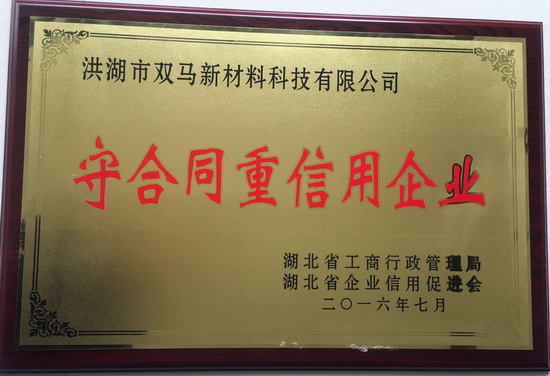 洪湖市双马新材料科技有限公司
守合同重信用企业
湖北省工商行政管理局
湖北省企业信用促进会
二〇一六年七月